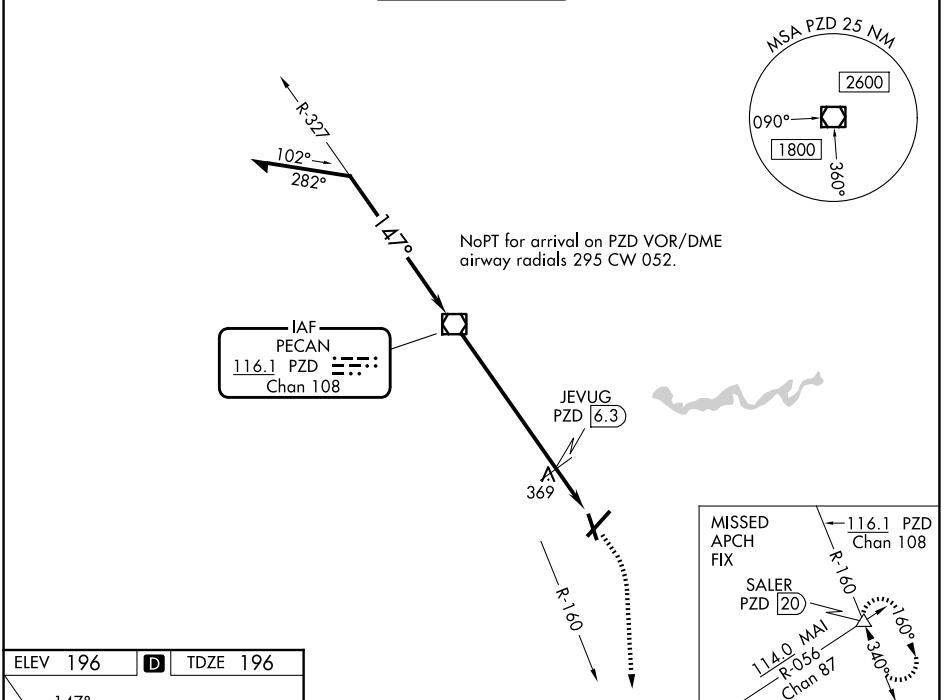 MSA PZD 25 NM
2600
090°
1800
360°
R-327
102°
282°
147°
NoPT for arrival on PZD VOR/DME
airway radials 295 CW 052.
IAF
PECAN
116.1 PZD
Chan 108
JEVUG
PZD 6.3
369
R-160
MISSED
APCH
FIX
116.1 PZD
Chan 108
R-160
SALER
PZD 20
160°
340°
114.0 MAI
R-056
Chan 87
ELEV 196 D TDZE 196